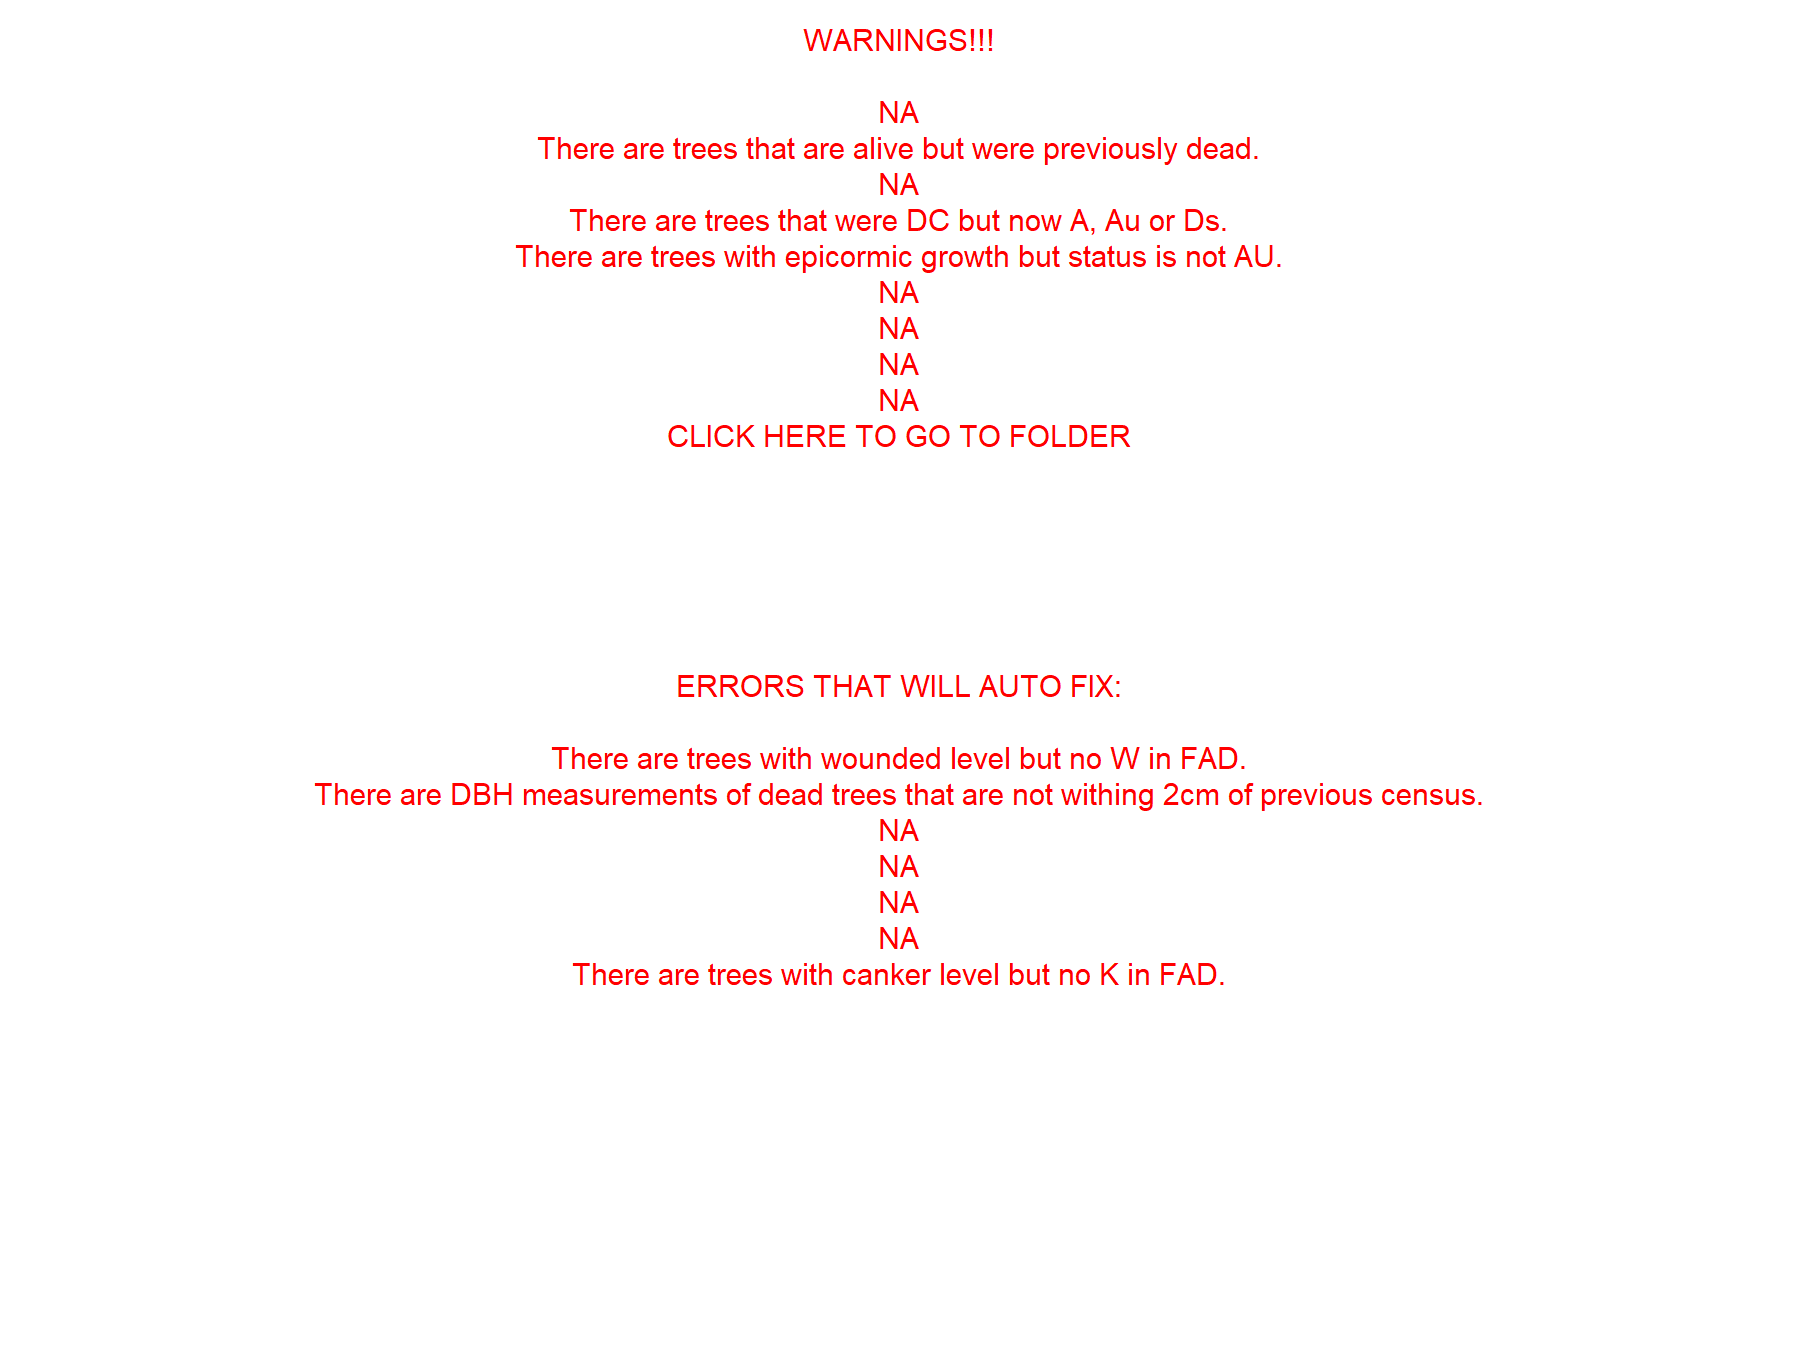 WARNINGS!!!
NA
There are trees that are alive but were previously dead.
NA
There are trees that were DC but now A, Au or Ds.
There are trees with epicormic growth but status is not AU.
NA
NA
NA
NA
CLICK HERE TO GO TO FOLDER
ERRORS THAT WILL AUTO FIX:
There are trees with wounded level but no W in FAD.
There are DBH measurements of dead trees that are not withing 2cm of previous census.
NA
NA
NA
NA
There are trees with canker level but no K in FAD.